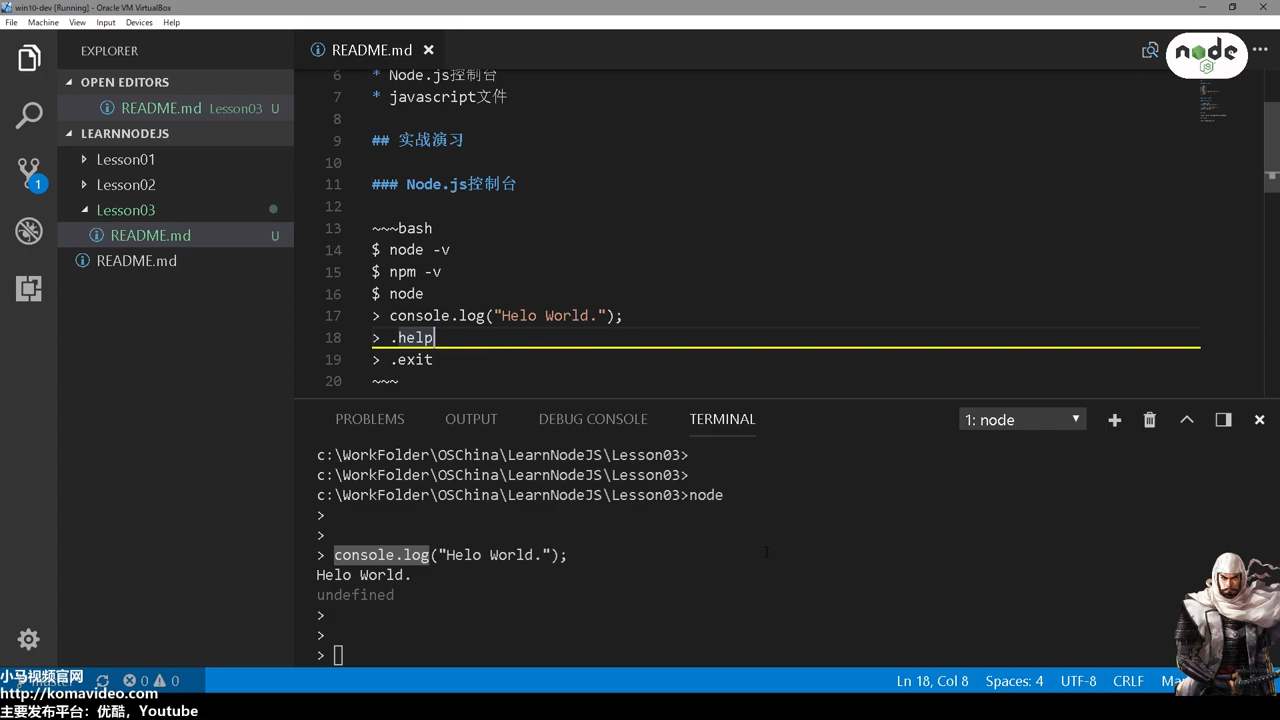 win10-dev [Running] - Oracle VM VirtualBox
File Machine View Input Devices Help
EXPLORER
OPEN EDITORS
README.md Lesson03 U
LEARNNODEJS
Lesson01
Lesson02
Lesson03
README.md U
README.md
1
README.md
node
JS
6 * Node.js控制台
7 * javascript文件
8
9 ## 实战演习
10
11 ### Node.js控制台
12
13 ~~~bash
14 $ node -v
15 $ npm -v
16 $ node
17 > console.log("Helo World.");
18 > .help
19 > .exit
20 ~~~
PROBLEMS OUTPUT DEBUG CONSOLE TERMINAL 1: node
c:\WorkFolder\OSChina\LearnNodeJS\Lesson03>
c:\WorkFolder\OSChina\LearnNodeJS\Lesson03>
c:\WorkFolder\OSChina\LearnNodeJS\Lesson03>node
>
>
> console.log("Helo World.");
Helo World.
undefined
>
>
>
小马视频官网
0 0 Ln 18, Col 8 Spaces: 4 UTF-8 CRLF
http://komavideo.com
主要发布平台：优酷，Youtube